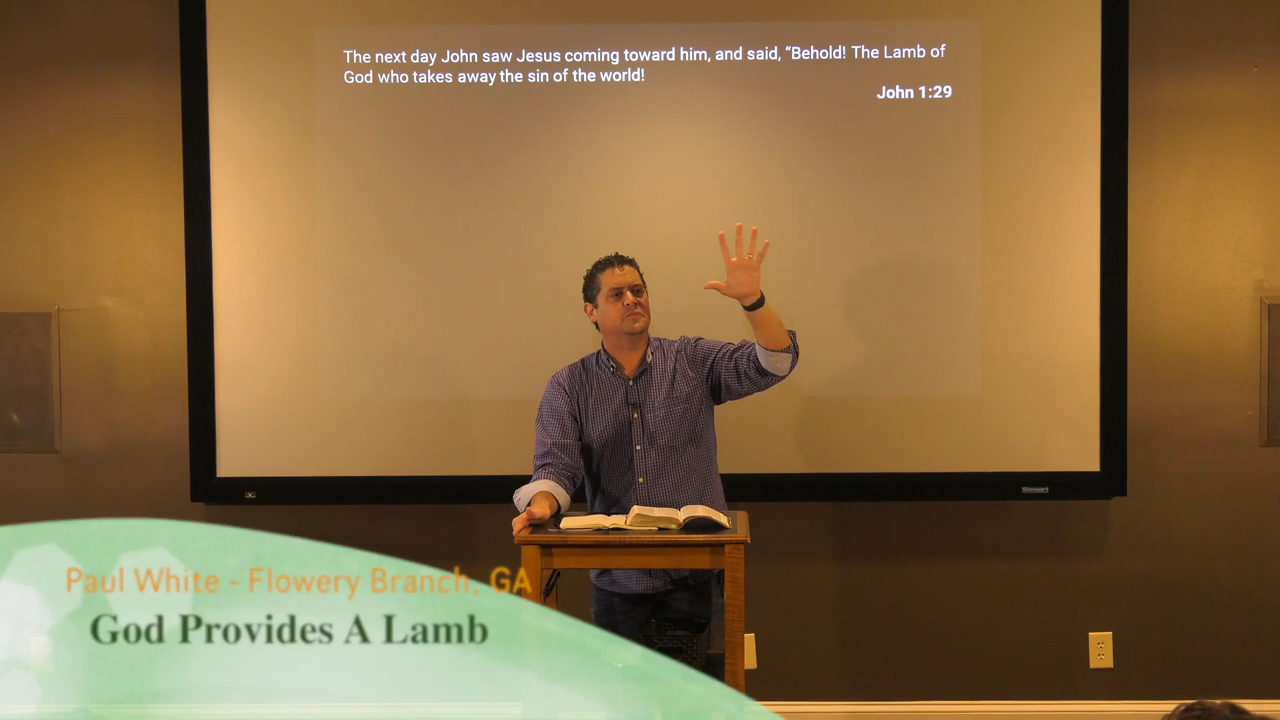 The next day John saw Jesus coming toward him, and said, “Behold! The Lamb of
God who takes away the sin of the world!
John 1:29
Stewart
Paul White - Flowery Branch, GA
God Provides A Lamb